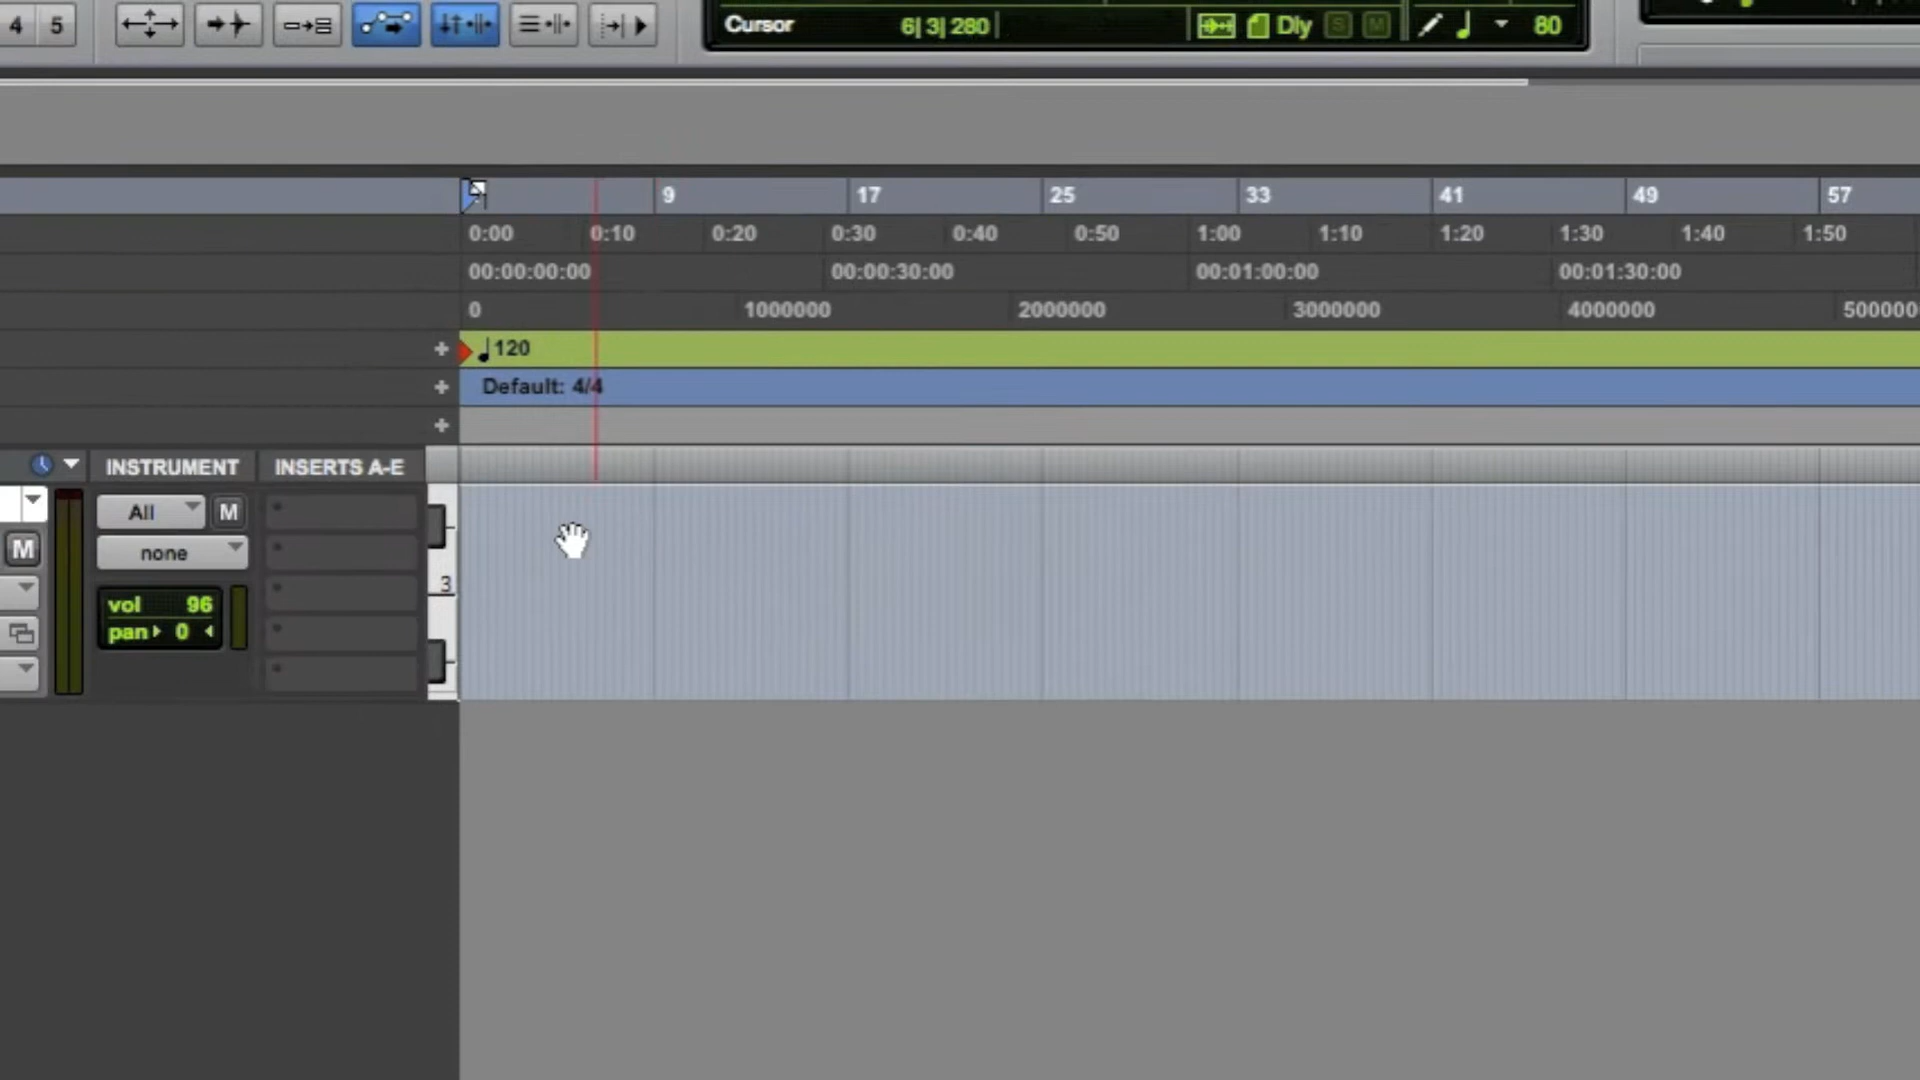 4 5
Cursor 6|3|280 Dly S M 80
9 17 25 33 41 49 57
0:00 0:10 0:20 0:30 0:40 0:50 1:00 1:10 1:20 1:30 1:40 1:50
00:00:00:00 00:00:30:00 00:01:00:00 00:01:30:00
0 1000000 2000000 3000000 4000000 500000
+ 120
+ Default: 4/4
+
INSTRUMENT INSERTS A-E
All M
M none
3
vol 96
pan 0